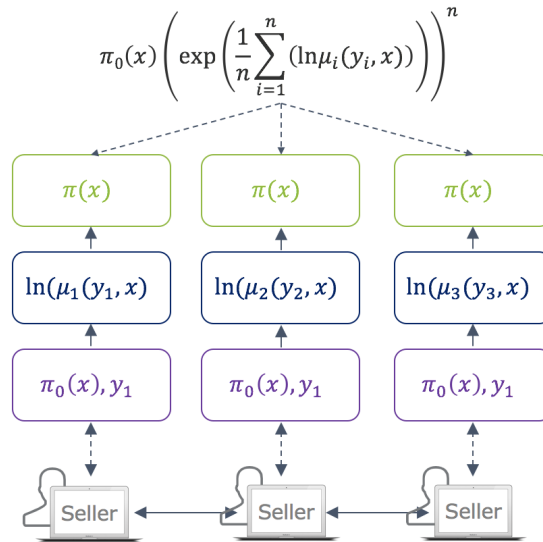 π₀(x) (exp (1/n ∑ᵢ₌₁ⁿ (lnμᵢ(yᵢ, x))))ⁿ
π(x) π(x) π(x)
ln(μ₁(y₁, x) ln(μ₂(y₂, x) ln(μ₃(y₃, x)
π₀(x), y₁ π₀(x), y₁ π₀(x), y₁
Seller Seller Seller